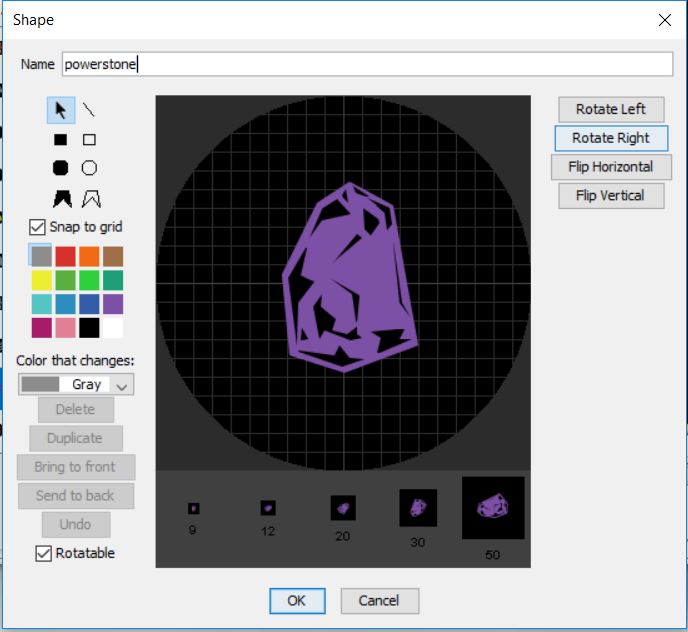 Shape
Name powerstone
Rotate Left
Rotate Right
Flip Horizontal
Flip Vertical
Snap to grid
Color that changes:
Gray
Delete
Duplicate
Bring to front
Send to back
Undo
Rotatable
9 12 20 30 50
OK Cancel